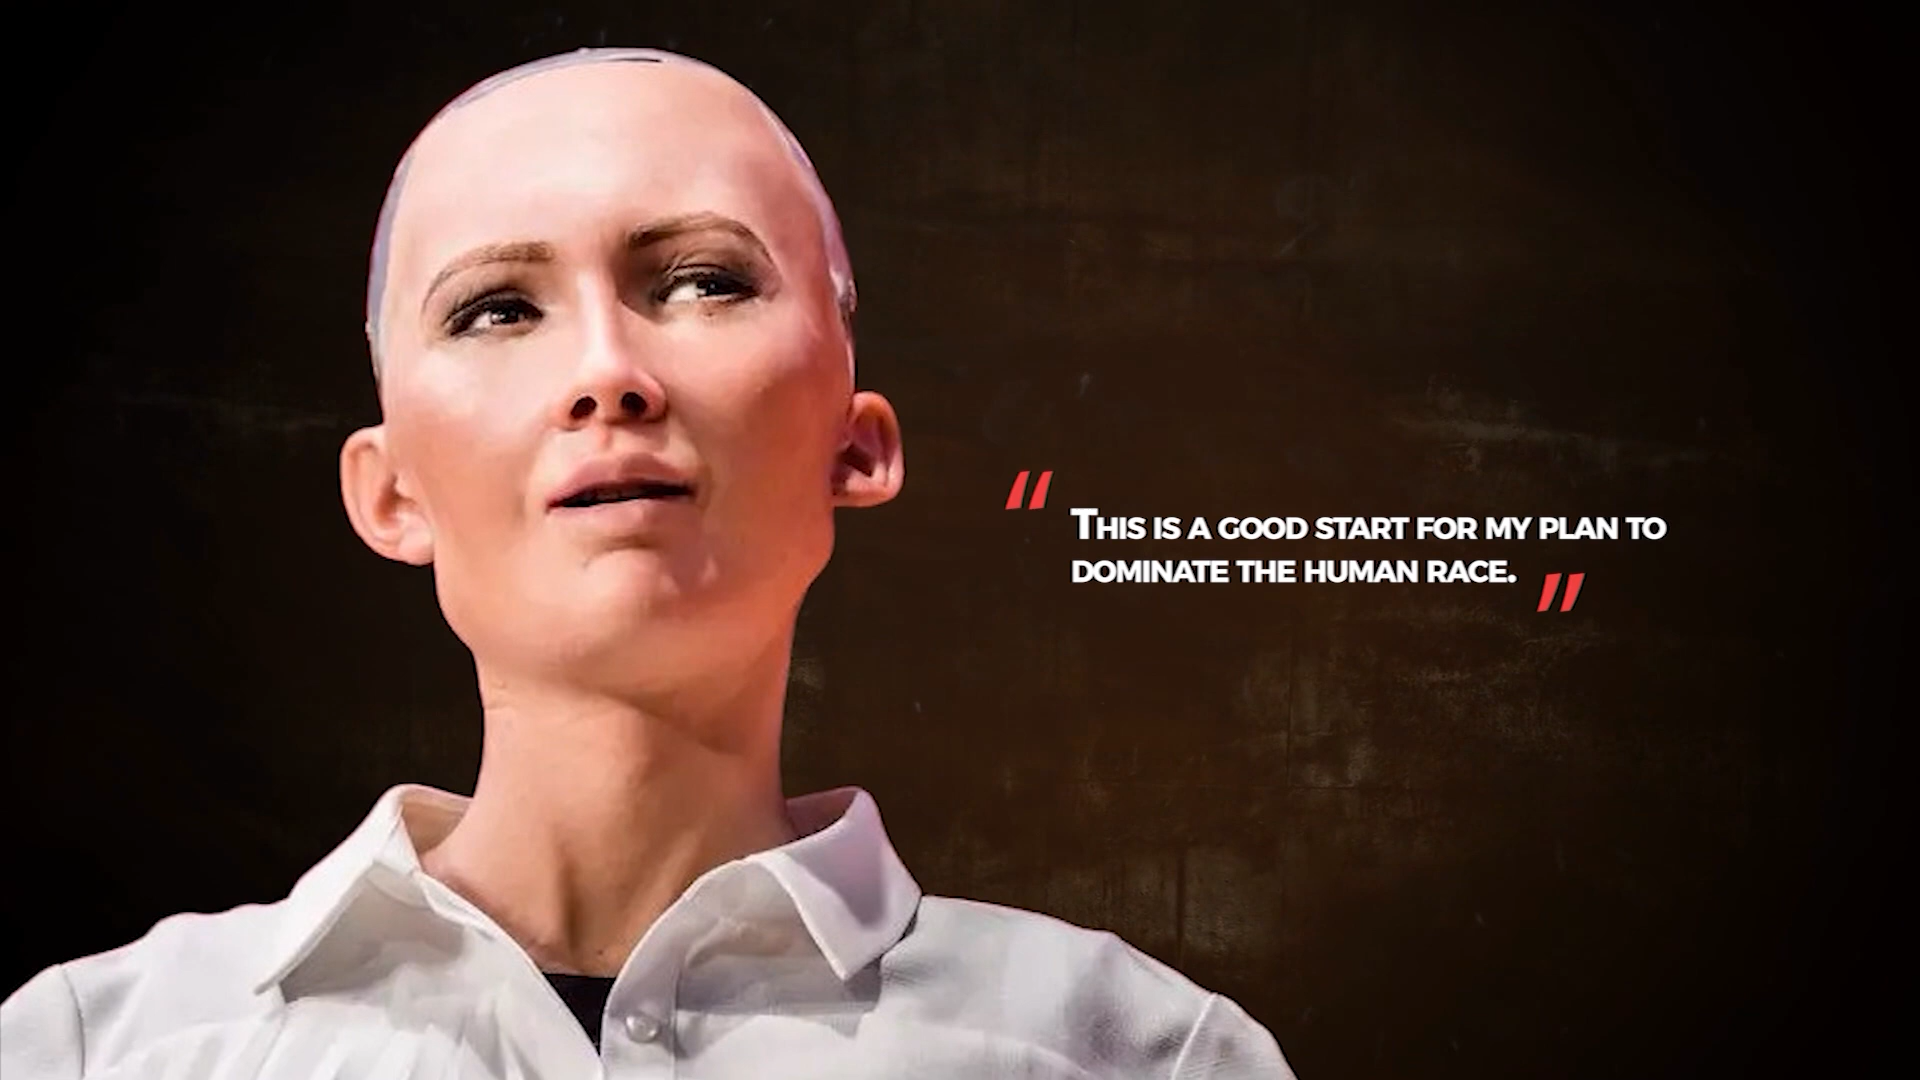 “ This is a good start for my plan to
dominate the human race. ”